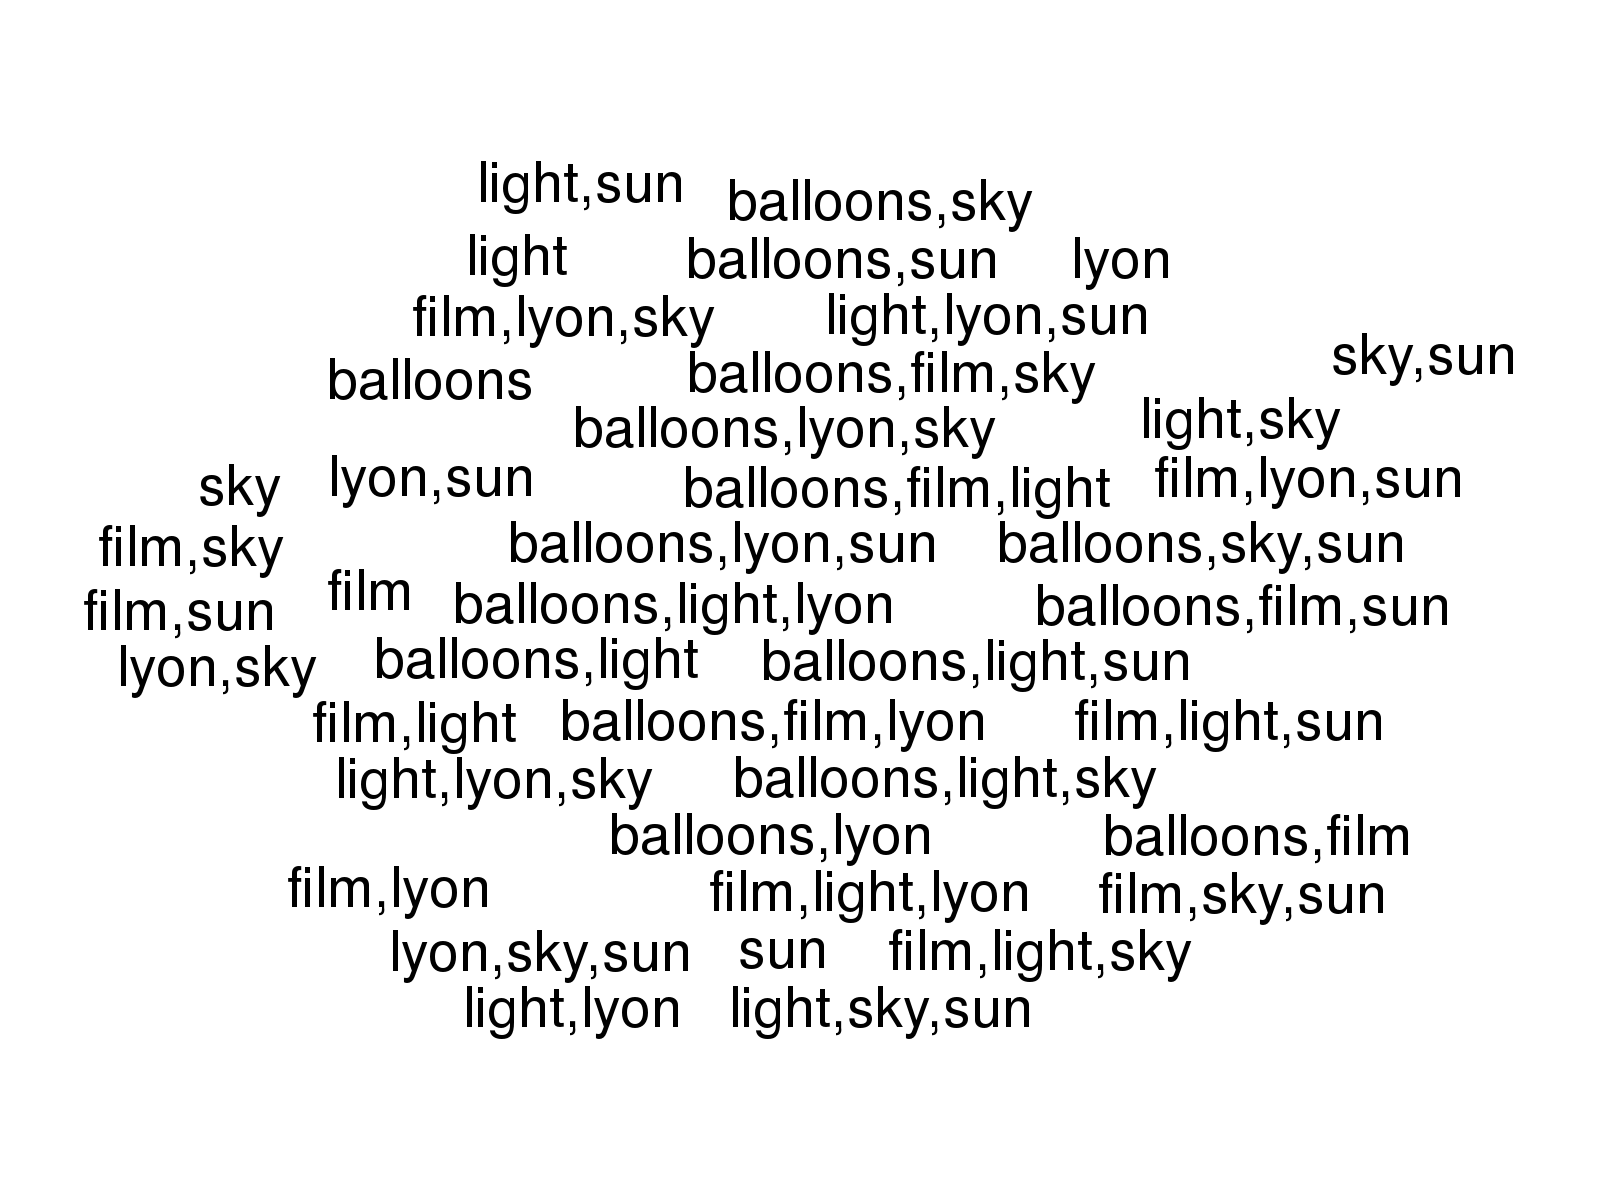 light,sun
balloons,sky
light
balloons,sun
lyon
film,lyon,sky
light,lyon,sun
sky,sun
balloons
balloons,film,sky
light,sky
balloons,lyon,sky
sky
lyon,sun
balloons,film,light
film,lyon,sun
film,sky
balloons,lyon,sun
balloons,sky,sun
film,sun
film
balloons,light,lyon
balloons,film,sun
lyon,sky
balloons,light
balloons,light,sun
film,light
balloons,film,lyon
film,light,sun
light,lyon,sky
balloons,light,sky
balloons,lyon
balloons,film
film,lyon
film,light,lyon
film,sky,sun
lyon,sky,sun
sun
film,light,sky
light,lyon
light,sky,sun